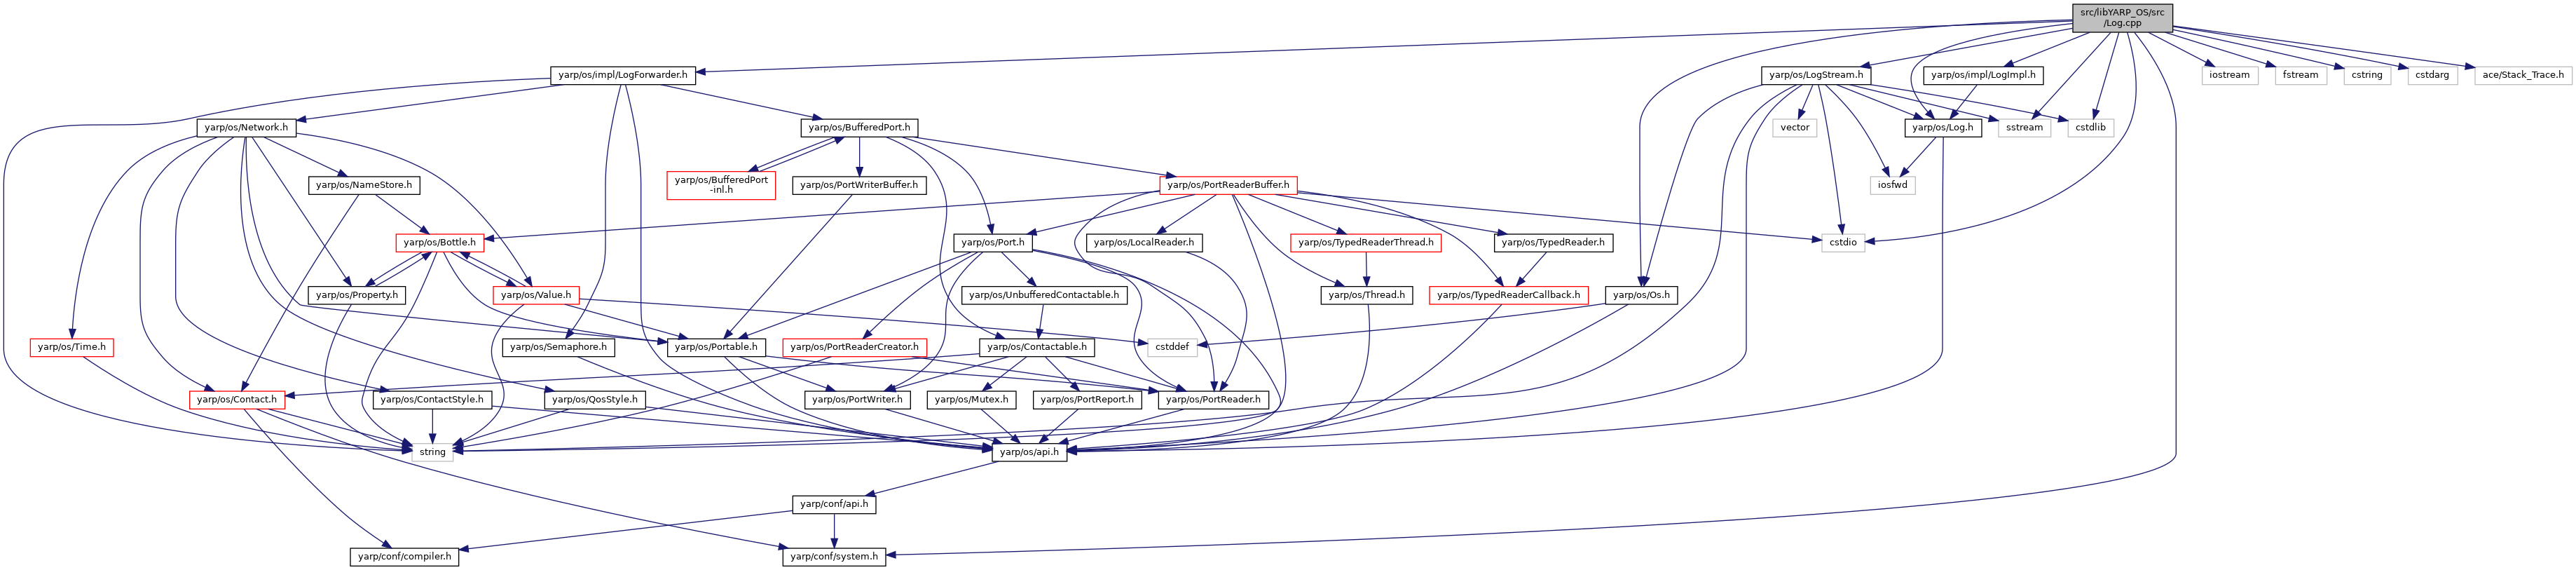 src/libYARP_OS/src
/Log.cpp
yarp/os/impl/LogForwarder.h
yarp/os/LogStream.h
yarp/os/impl/LogImpl.h
iostream
fstream
cstring
cstdarg
ace/Stack_Trace.h
yarp/os/Network.h
yarp/os/BufferedPort.h
vector
yarp/os/Log.h
sstream
cstdlib
yarp/os/NameStore.h
yarp/os/BufferedPort
-inl.h
yarp/os/PortWriterBuffer.h
yarp/os/PortReaderBuffer.h
iosfwd
yarp/os/Bottle.h
yarp/os/Port.h
yarp/os/LocalReader.h
yarp/os/TypedReaderThread.h
yarp/os/TypedReader.h
cstdio
yarp/os/Property.h
yarp/os/Value.h
yarp/os/UnbufferedContactable.h
yarp/os/Thread.h
yarp/os/TypedReaderCallback.h
yarp/os/Os.h
yarp/os/Time.h
yarp/os/Semaphore.h
yarp/os/Portable.h
yarp/os/PortReaderCreator.h
yarp/os/Contactable.h
cstddef
yarp/os/Contact.h
yarp/os/ContactStyle.h
yarp/os/QosStyle.h
yarp/os/PortWriter.h
yarp/os/Mutex.h
yarp/os/PortReport.h
yarp/os/PortReader.h
string
yarp/os/api.h
yarp/conf/api.h
yarp/conf/compiler.h
yarp/conf/system.h